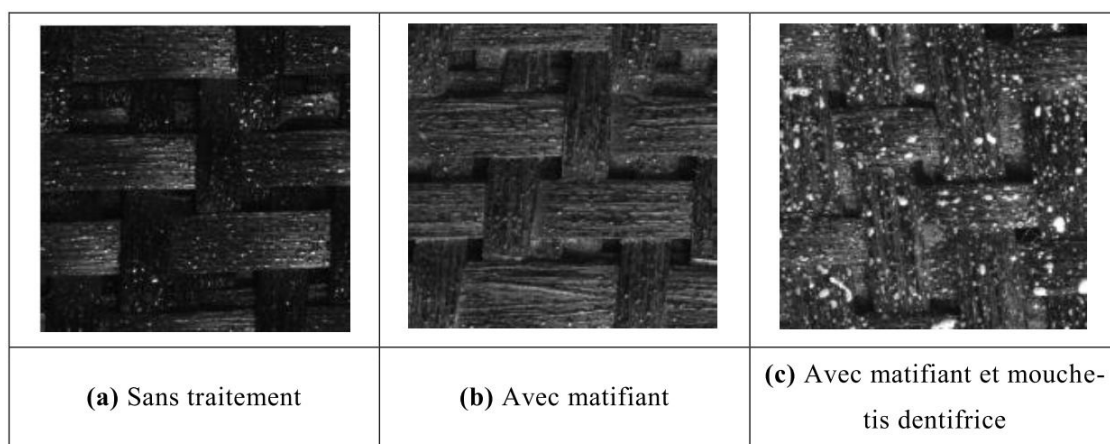 (a) Sans traitement
(b) Avec matifiant
(c) Avec matifiant et mouche-
tis dentifrice